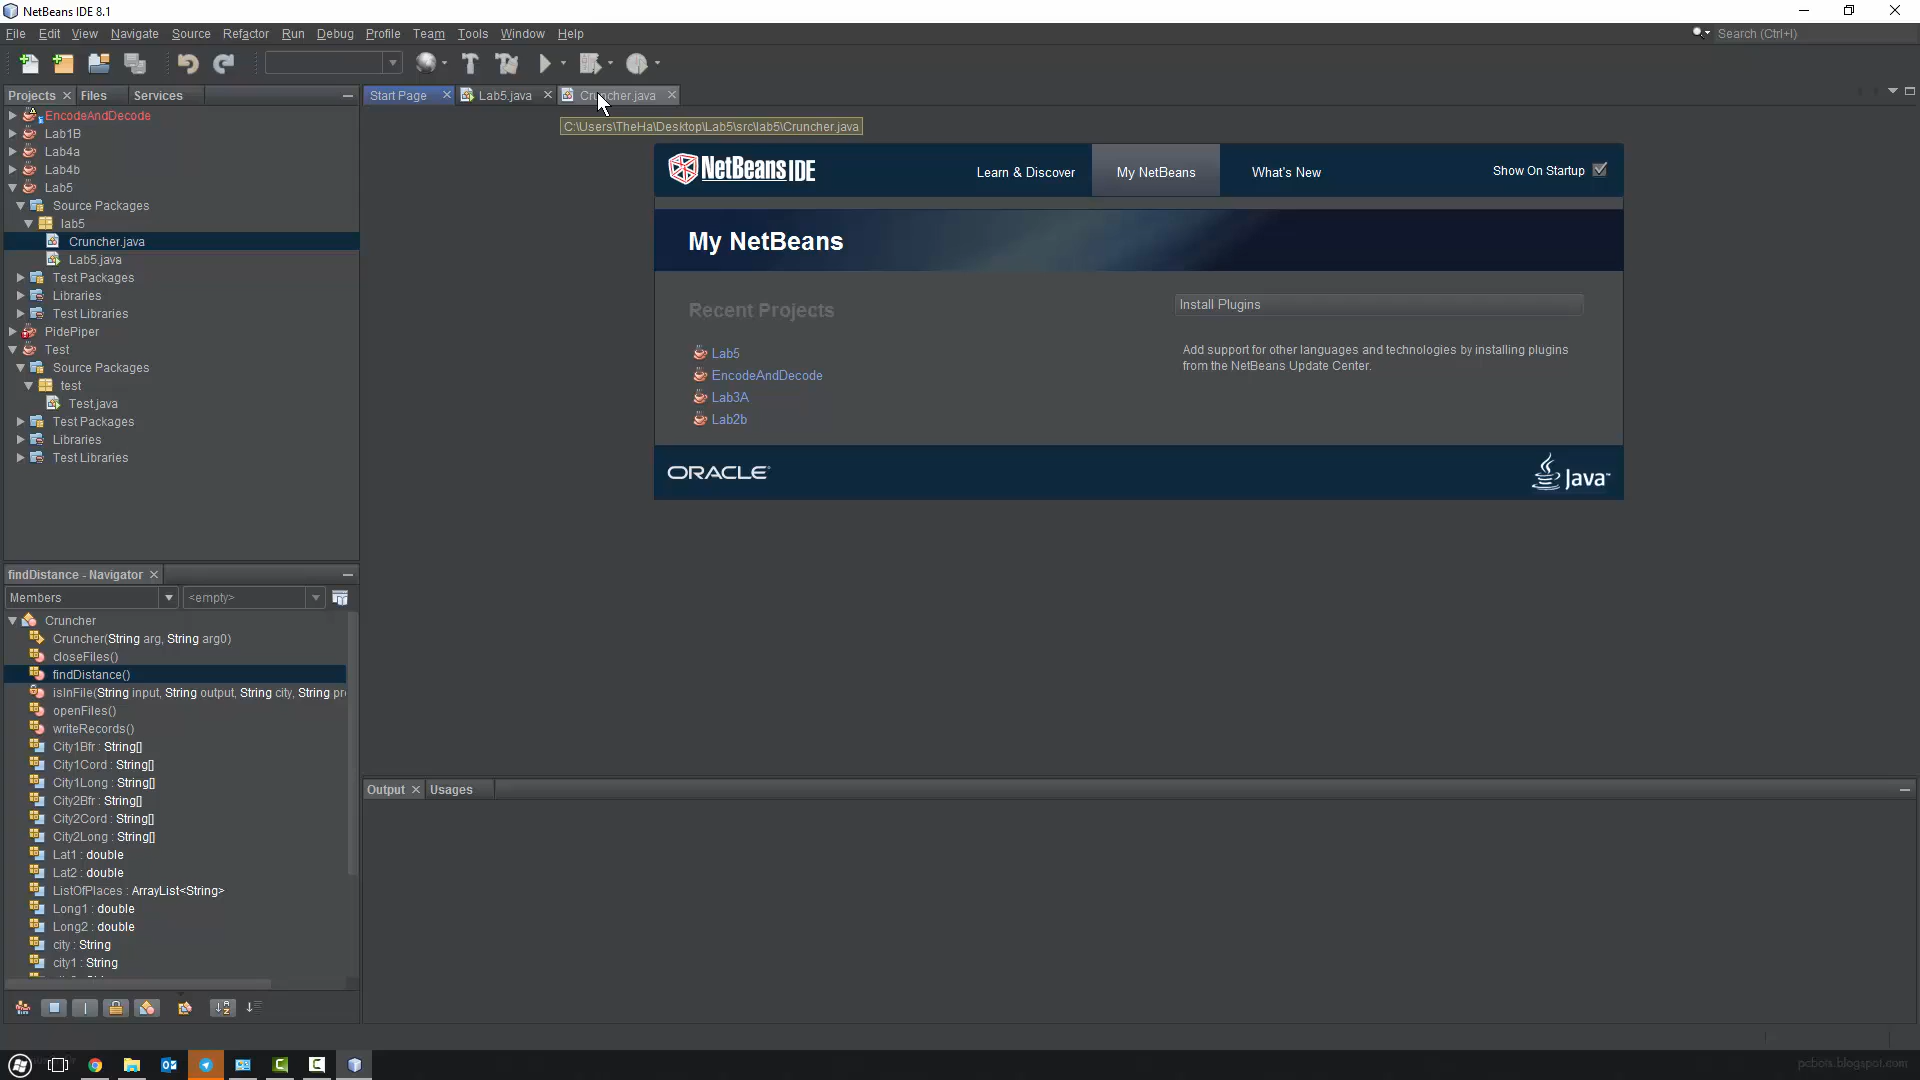 NetBeans IDE 8.1
File Edit View Navigate Source Refactor Run Debug Profile Team Tools Window Help
Search (Ctrl+I)
Projects Files Services
Start Page Lab5.java Cruncher.java
C:\Users\TheHa\Desktop\Lab5\src\lab5\Cruncher.java
EncodeAndDecode
Lab1B
Lab4a
Lab4b
Lab5
Source Packages
lab5
Cruncher.java
Lab5.java
Test Packages
Libraries
Test Libraries
PidePiper
Test
Source Packages
test
Test.java
Test Packages
Libraries
Test Libraries
NetBeans IDE
Learn & Discover
My NetBeans
What's New
Show On Startup
My NetBeans
Recent Projects
Lab5
EncodeAndDecode
Lab3A
Lab2b
Install Plugins
Add support for other languages and technologies by installing plugins
from the NetBeans Update Center.
ORACLE
Java
findDistance - Navigator
Members <empty>
Cruncher
Cruncher(String arg, String arg0)
closeFiles()
findDistance()
isInFile(String input, String output, String city, String pr
openFiles()
writeRecords()
City1Bfr : String[]
City1Cord : String[]
City1Long : String[]
City2Bfr : String[]
City2Cord : String[]
City2Long : String[]
Lat1 : double
Lat2 : double
ListOfPlaces : ArrayList<String>
Long1 : double
Long2 : double
city : String
city1 : String
Output Usages
pcbots.blogspot.com